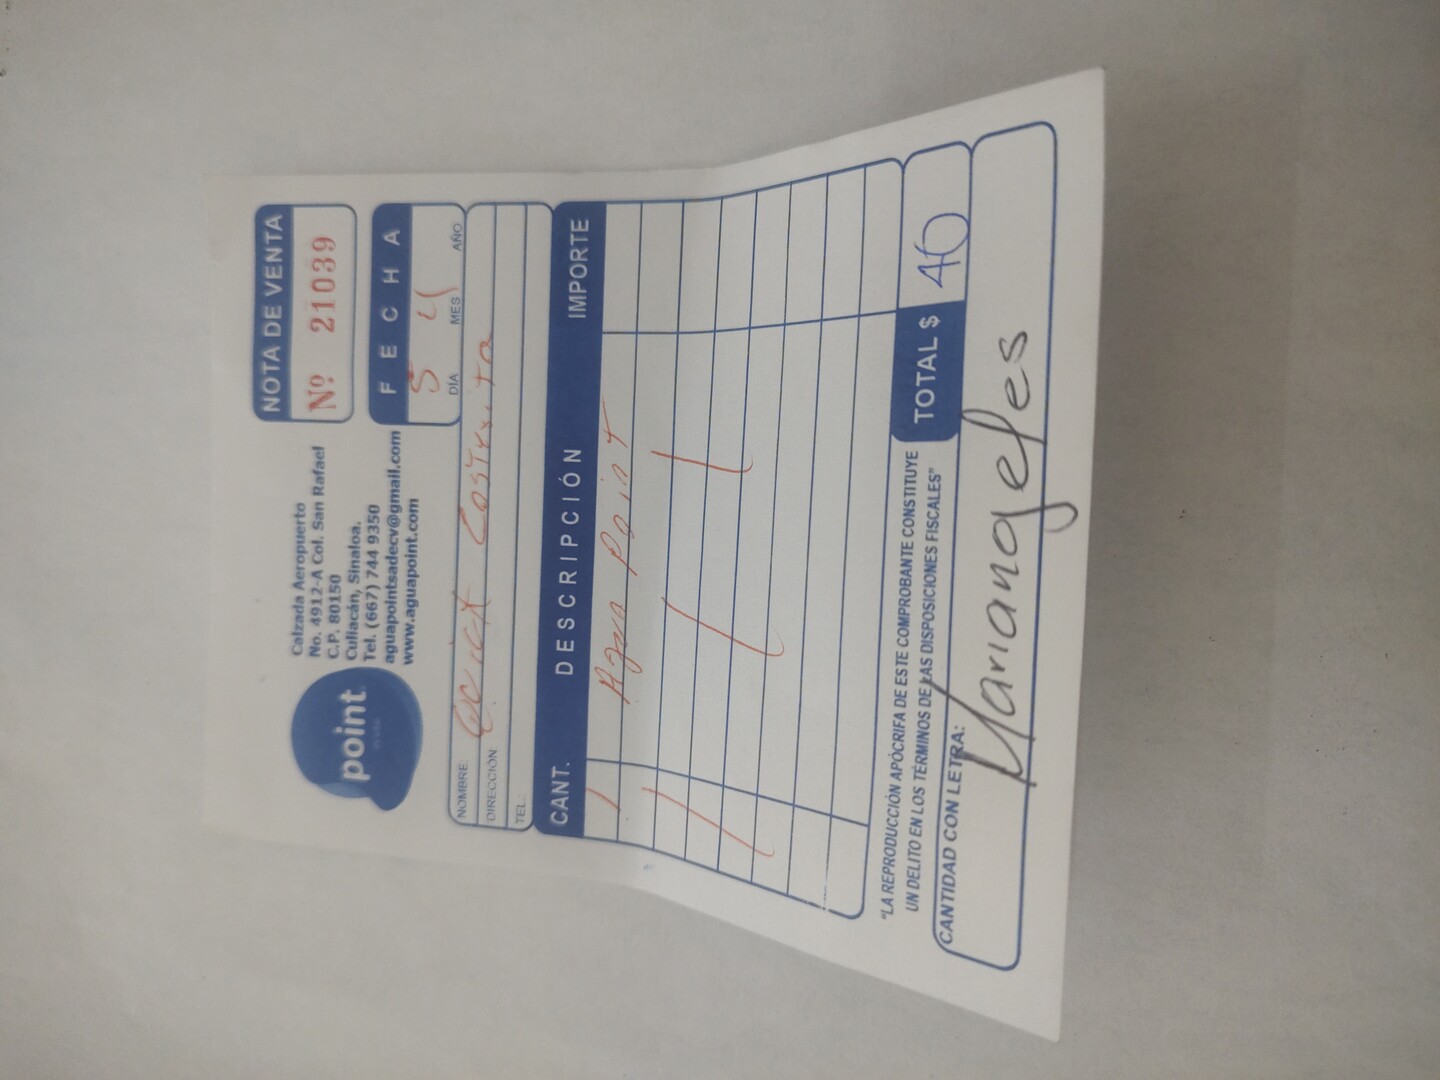 point
Calzada Aeropuerto
No. 4912-A Col. San Rafael
C.P. 80150
Culiacán, Sinaloa.
Tel. (667) 744 9350
aguapointsadecv@gmail.com
www.aguapoint.com
NOTA DE VENTA
Nº 21039
FECHA
5 4
DÍA MES AÑO
NOMBRE:
DIRECCIÓN:
TEL.:
CANT. DESCRIPCIÓN IMPORTE
1 Agua Point
"LA REPRODUCCIÓN APÓCRIFA DE ESTE COMPROBANTE CONSTITUYE
UN DELITO EN LOS TÉRMINOS DE LAS DISPOSICIONES FISCALES"
TOTAL $ 40
CANTIDAD CON LETRA:
Mariangeles